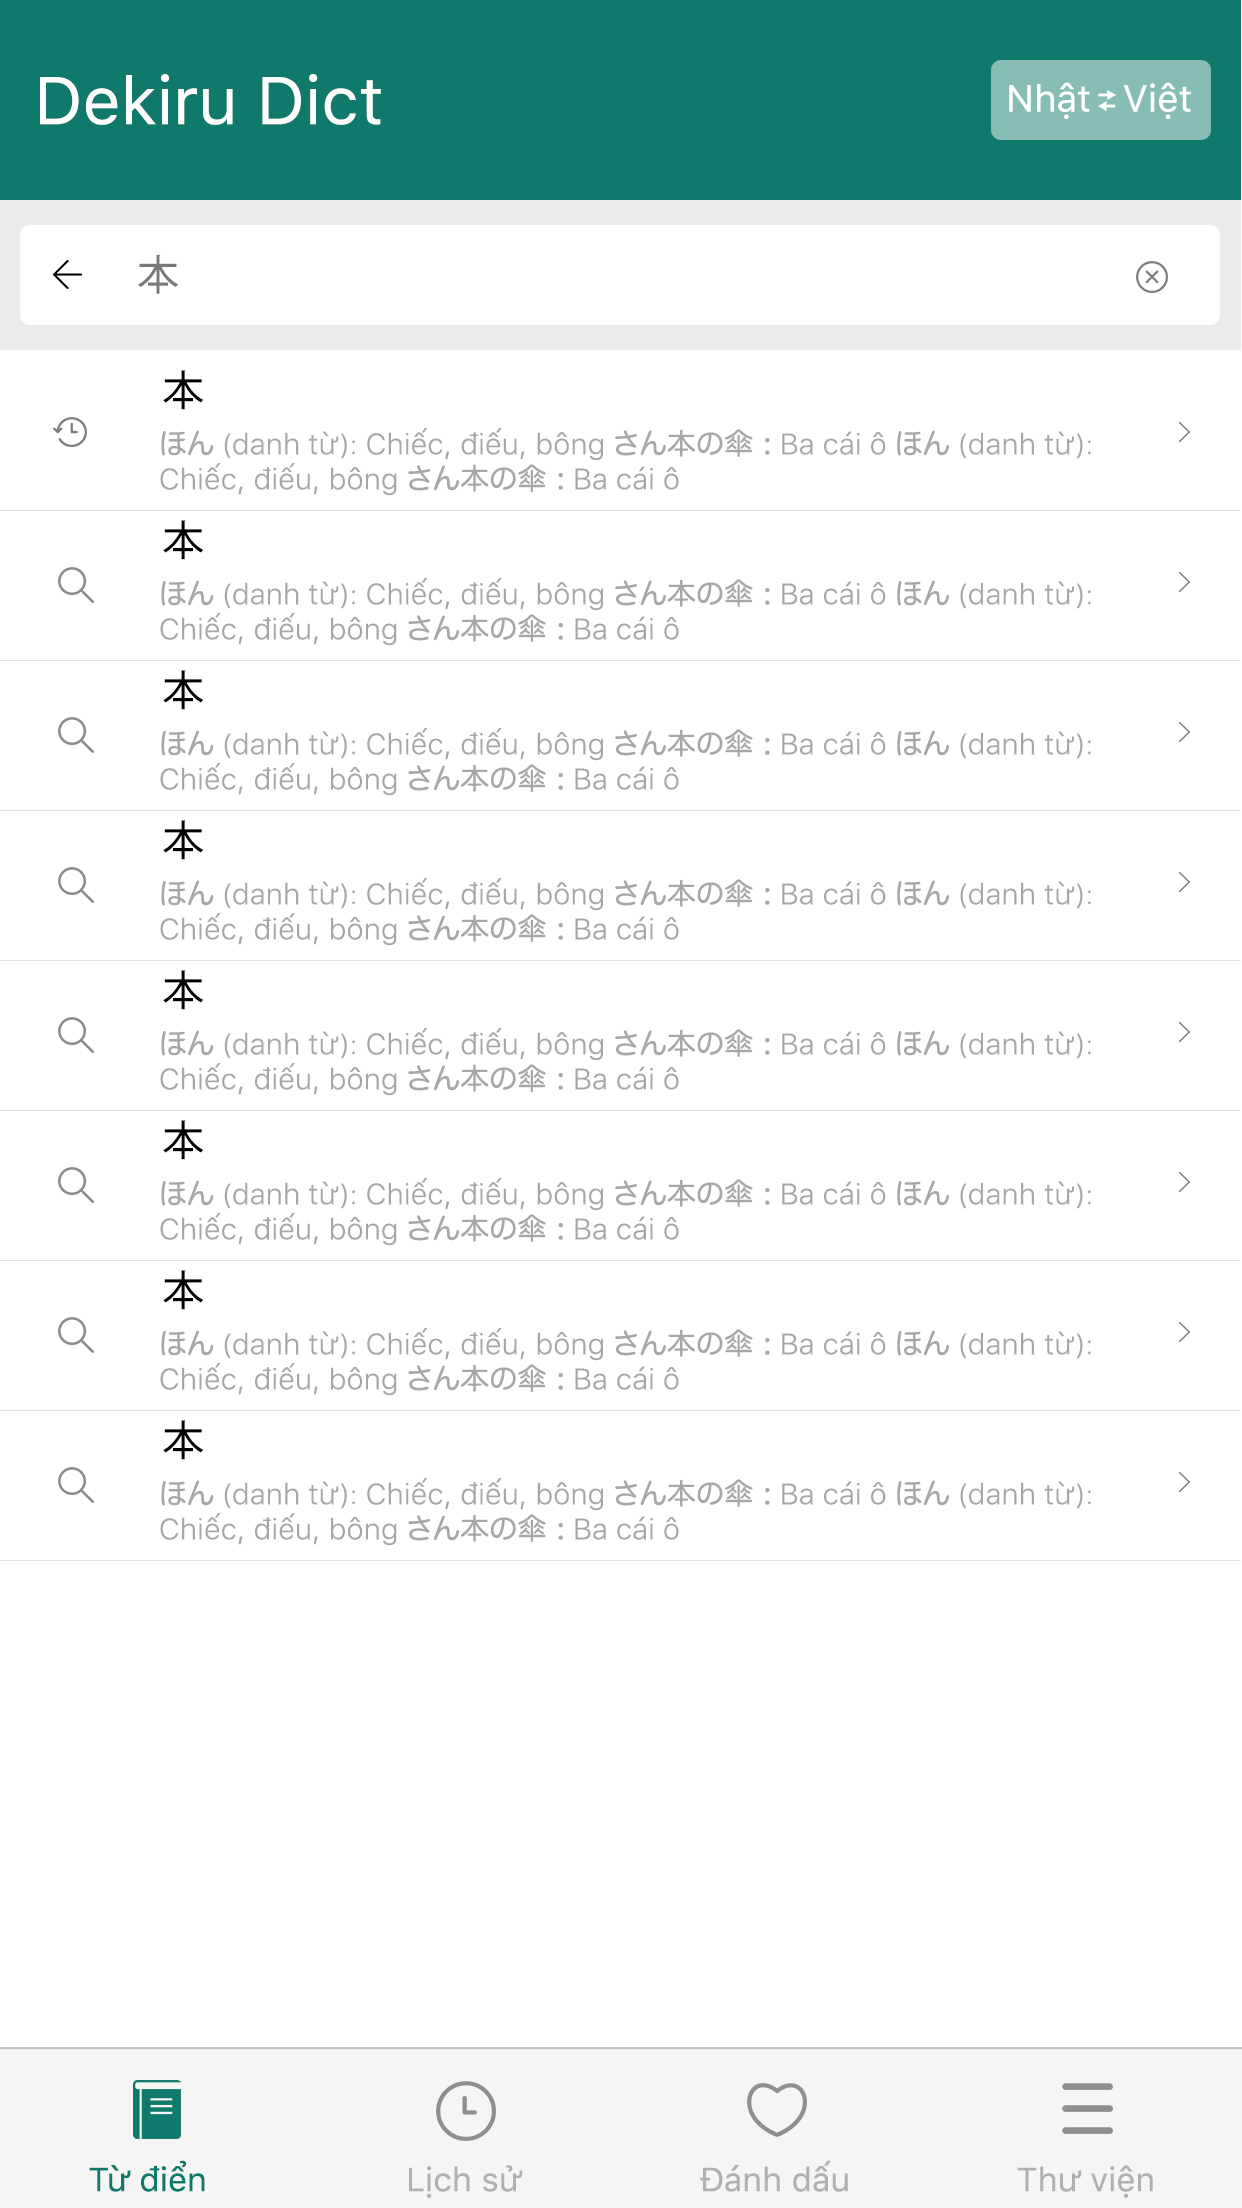 Dekiru Dict
Nhật ⇄ Việt
本
本
ほん (danh từ): Chiếc, điếu, bông さん本の傘 : Ba cái ô ほん (danh từ):
Chiếc, điếu, bông さん本の傘 : Ba cái ô
本
ほん (danh từ): Chiếc, điếu, bông さん本の傘 : Ba cái ô ほん (danh từ):
Chiếc, điếu, bông さん本の傘 : Ba cái ô
本
ほん (danh từ): Chiếc, điếu, bông さん本の傘 : Ba cái ô ほん (danh từ):
Chiếc, điếu, bông さん本の傘 : Ba cái ô
本
ほん (danh từ): Chiếc, điếu, bông さん本の傘 : Ba cái ô ほん (danh từ):
Chiếc, điếu, bông さん本の傘 : Ba cái ô
本
ほん (danh từ): Chiếc, điếu, bông さん本の傘 : Ba cái ô ほん (danh từ):
Chiếc, điếu, bông さん本の傘 : Ba cái ô
本
ほん (danh từ): Chiếc, điếu, bông さん本の傘 : Ba cái ô ほん (danh từ):
Chiếc, điếu, bông さん本の傘 : Ba cái ô
本
ほん (danh từ): Chiếc, điếu, bông さん本の傘 : Ba cái ô ほん (danh từ):
Chiếc, điếu, bông さん本の傘 : Ba cái ô
本
ほん (danh từ): Chiếc, điếu, bông さん本の傘 : Ba cái ô ほん (danh từ):
Chiếc, điếu, bông さん本の傘 : Ba cái ô
Từ điển
Lịch sử
Đánh dấu
Thư viện